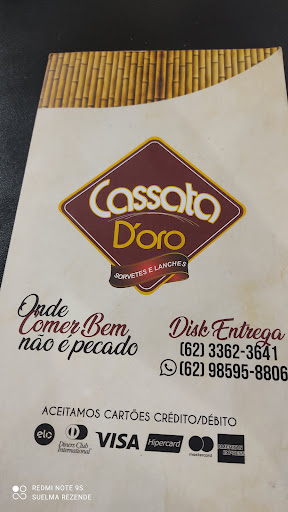 Cassata
D'oro
SORVETES E LANCHES
Onde
Comer Bem
não é pecado
Disk Entrega
(62) 3362-3641
(62) 98595-8806
ACEITAMOS CARTÕES CRÉDITO/DÉBITO
elo
Diners Club
International
VISA
Hipercard
mastercard
AMERICAN
EXPRESS
REDMI NOTE 9S
SUELMA REZENDE